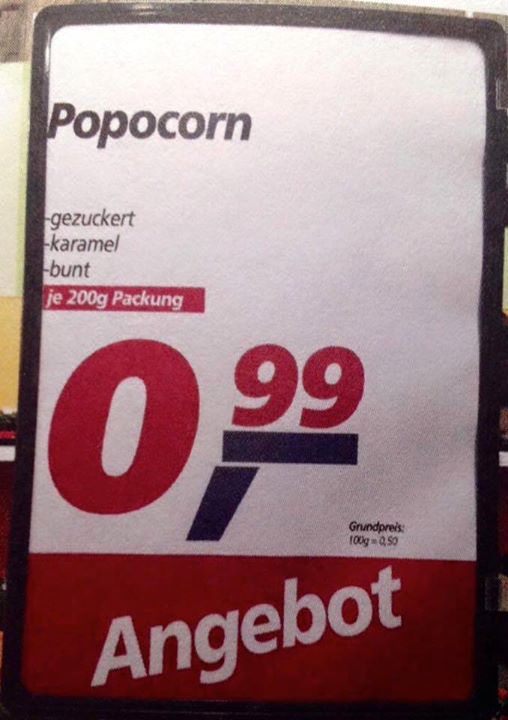 Popocorn
-gezuckert
-karamel
-bunt
je 200g Packung
0,99
Grundpreis:
100g = 0,50
Angebot